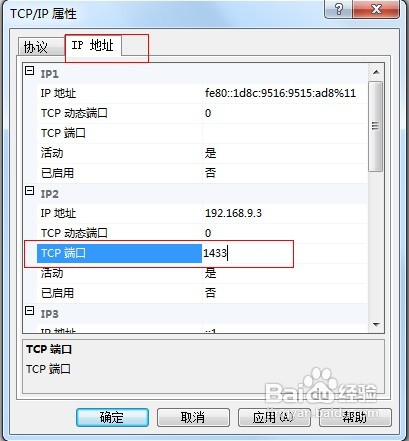 TCP/IP 属性
?
协议
IP 地址
IP1
IP 地址 fe80::1d8c:9516:9515:ad8%11
TCP 动态端口 0
TCP 端口
活动 是
已启用 否
IP2
IP 地址 192.168.9.3
TCP 动态端口 0
TCP 端口 1433
活动 是
已启用 否
IP3
IP 地址 ::1
TCP 端口
TCP 端口
Baidu 经验
jingyan.baidu.com
确定 取消 应用(A) 帮助